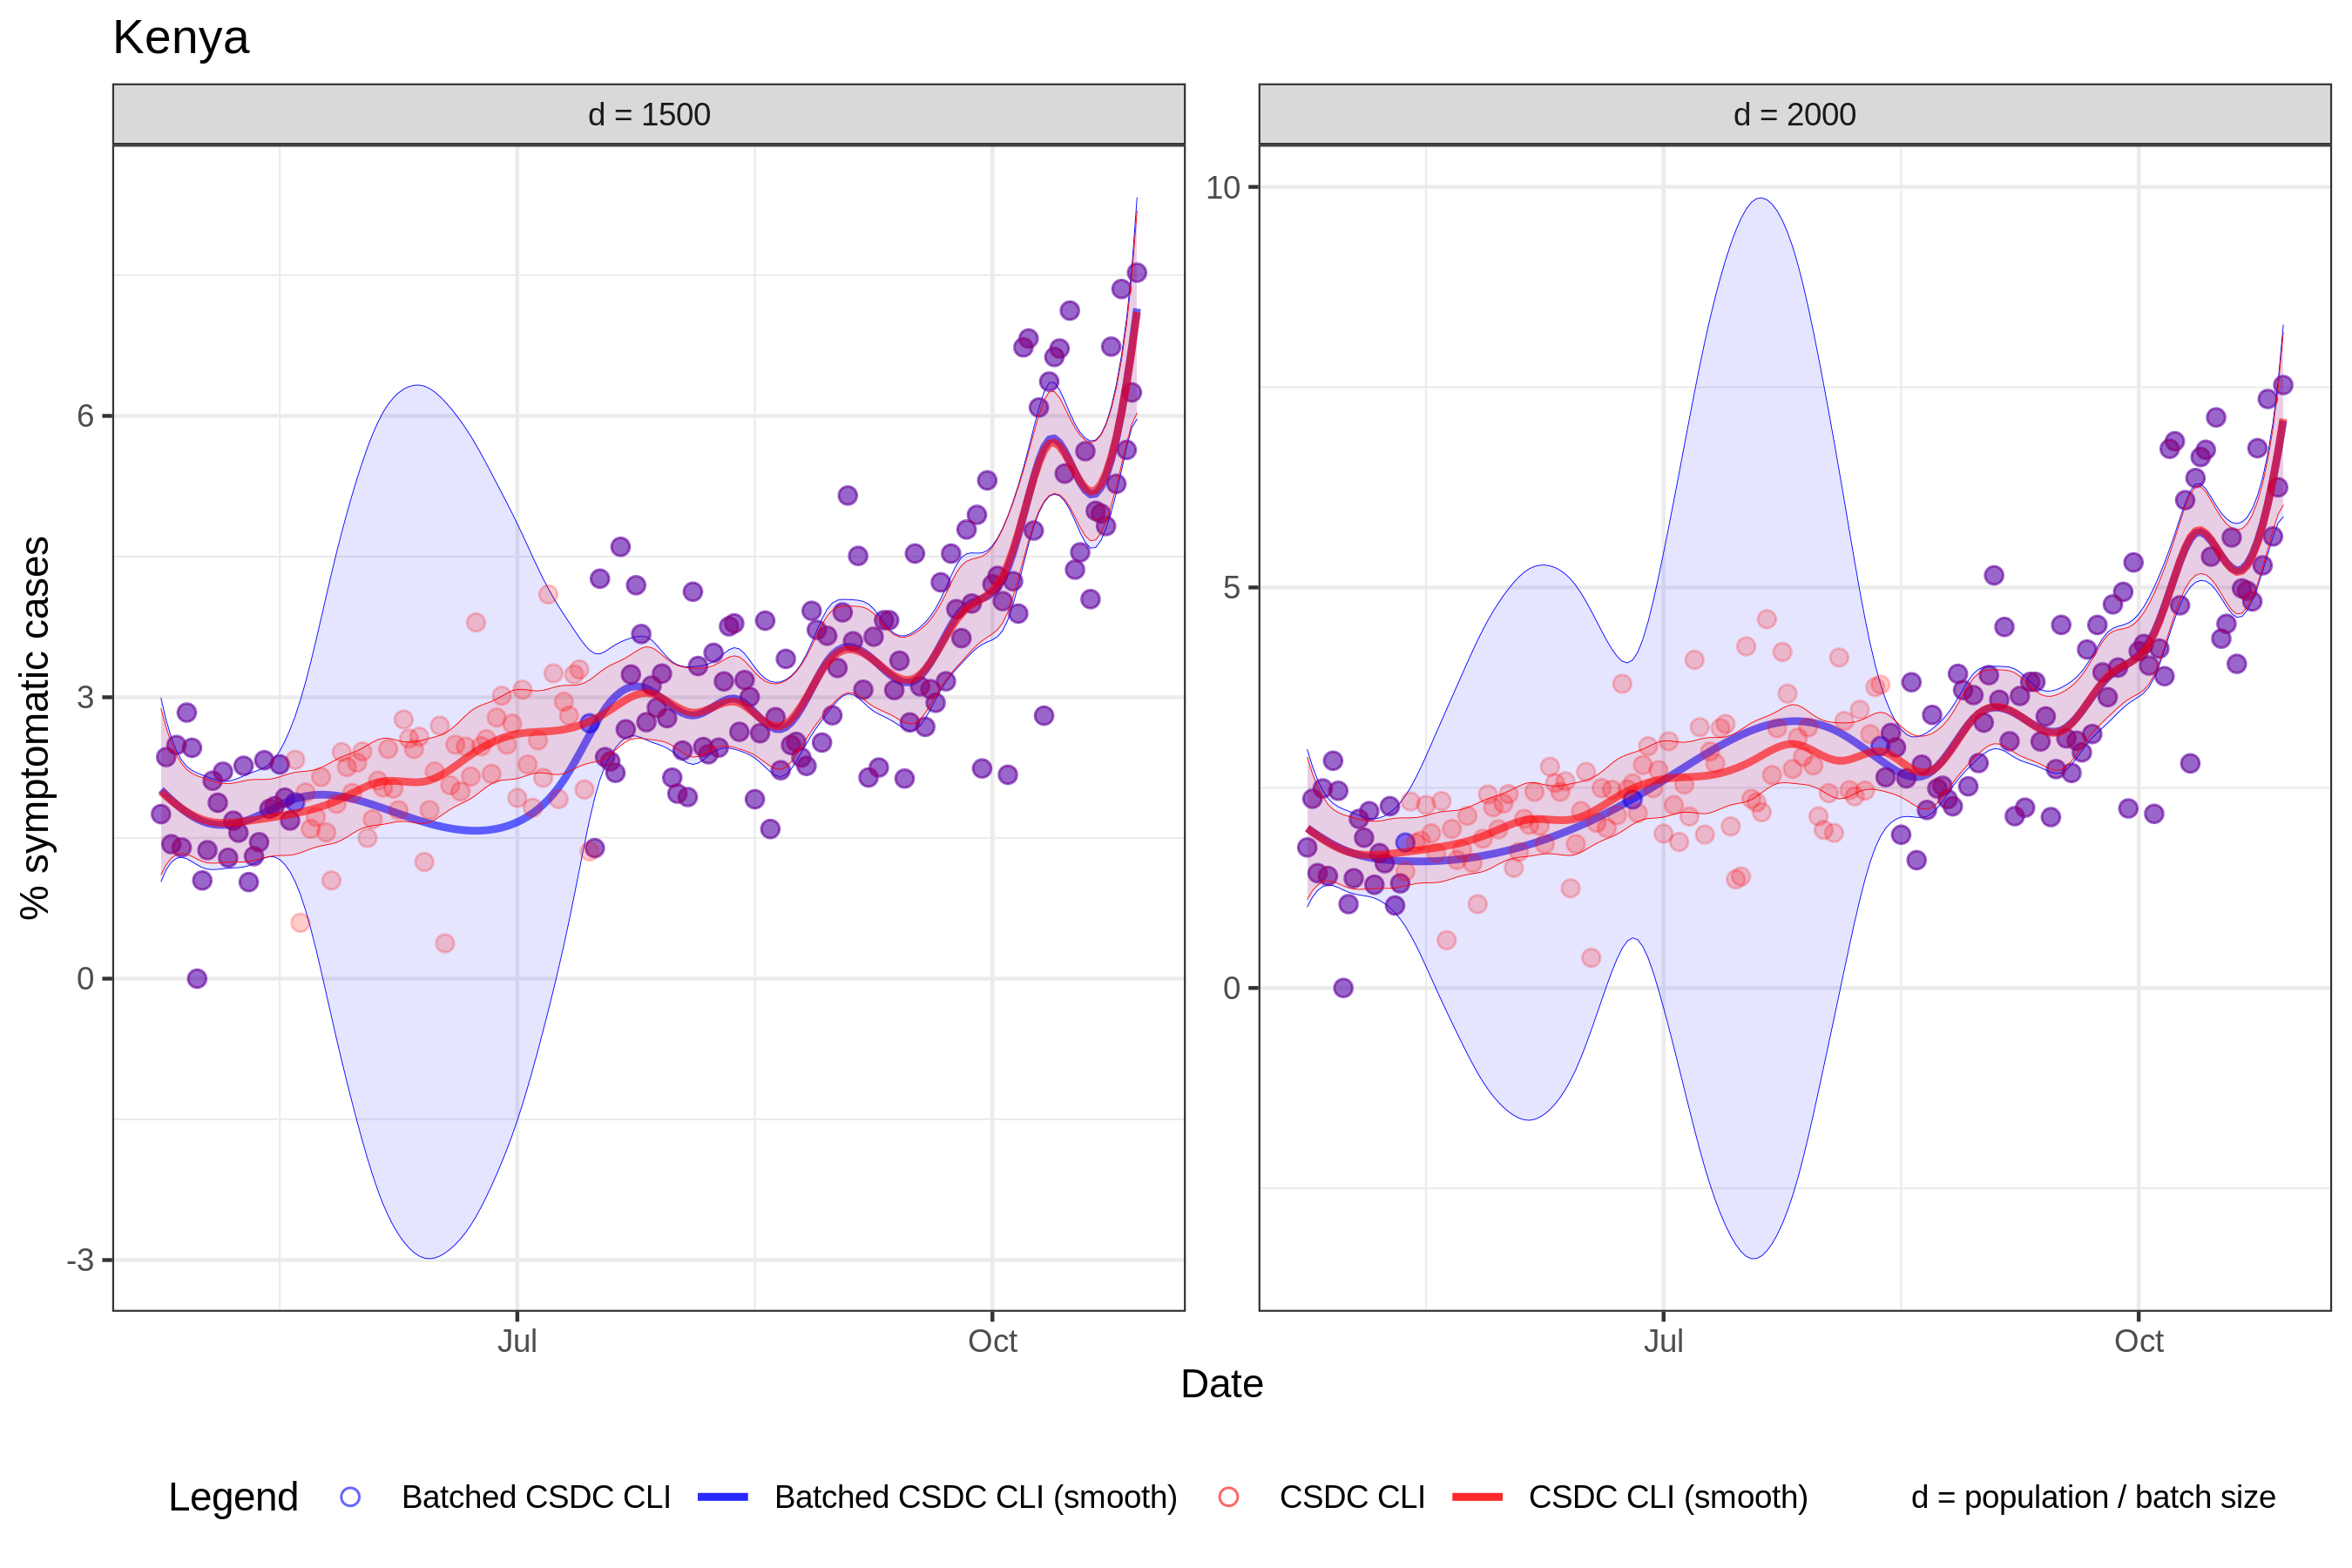 Kenya
d = 1500
d = 2000
% symptomatic cases
6
3
0
-3
10
5
0
Jul
Oct
Jul
Oct
Date
Legend
Batched CSDC CLI
Batched CSDC CLI (smooth)
CSDC CLI
CSDC CLI (smooth)
d = population / batch size